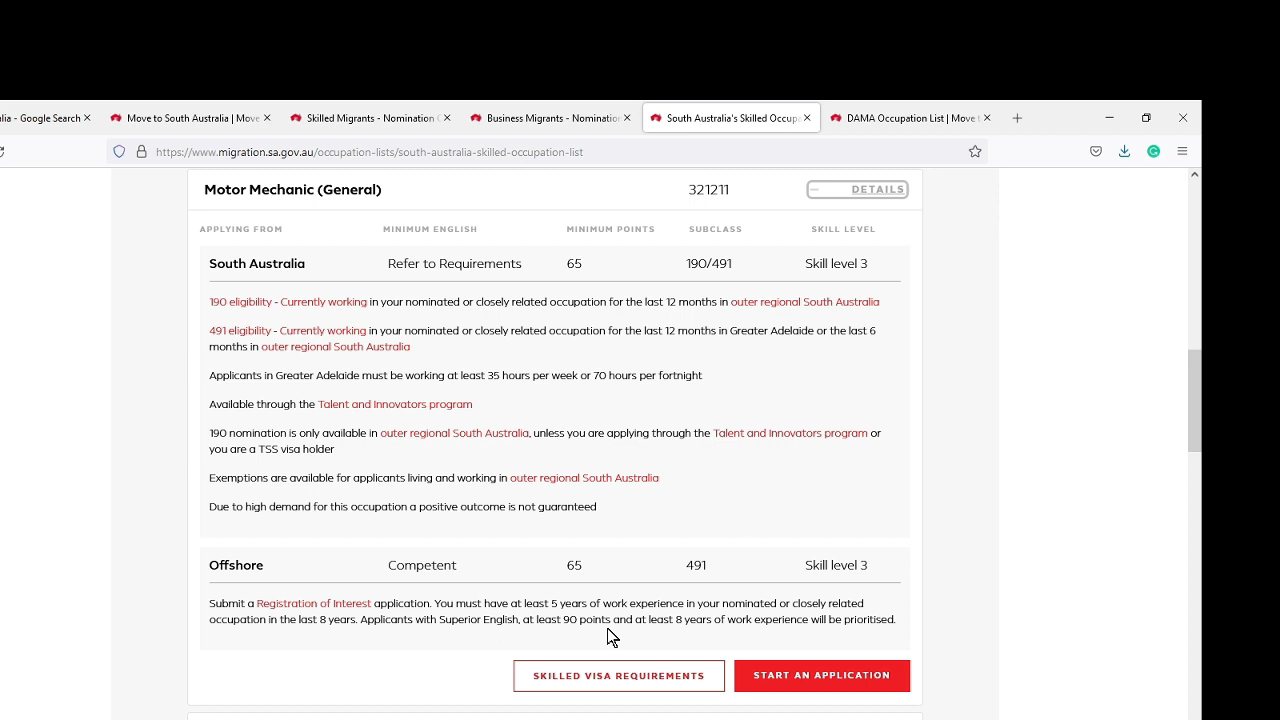 lia - Google Search
Move to South Australia | Move
Skilled Migrants - Nomination
Business Migrants - Nomination
South Australia's Skilled Occupa
DAMA Occupation List | Move t
https://www.migration.sa.gov.au/occupation-lists/south-australia-skilled-occupation-list
Motor Mechanic (General) 321211 DETAILS
APPLYING FROM MINIMUM ENGLISH MINIMUM POINTS SUBCLASS SKILL LEVEL
South Australia Refer to Requirements 65 190/491 Skill level 3
190 eligibility - Currently working in your nominated or closely related occupation for the last 12 months in outer regional South Australia
491 eligibility - Currently working in your nominated or closely related occupation for the last 12 months in Greater Adelaide or the last 6
months in outer regional South Australia
Applicants in Greater Adelaide must be working at least 35 hours per week or 70 hours per fortnight
Available through the Talent and Innovators program
190 nomination is only available in outer regional South Australia, unless you are applying through the Talent and Innovators program or
you are a TSS visa holder
Exemptions are available for applicants living and working in outer regional South Australia
Due to high demand for this occupation a positive outcome is not guaranteed
Offshore Competent 65 491 Skill level 3
Submit a Registration of Interest application. You must have at least 5 years of work experience in your nominated or closely related
occupation in the last 8 years. Applicants with Superior English, at least 90 points and at least 8 years of work experience will be prioritised.
SKILLED VISA REQUIREMENTS START AN APPLICATION